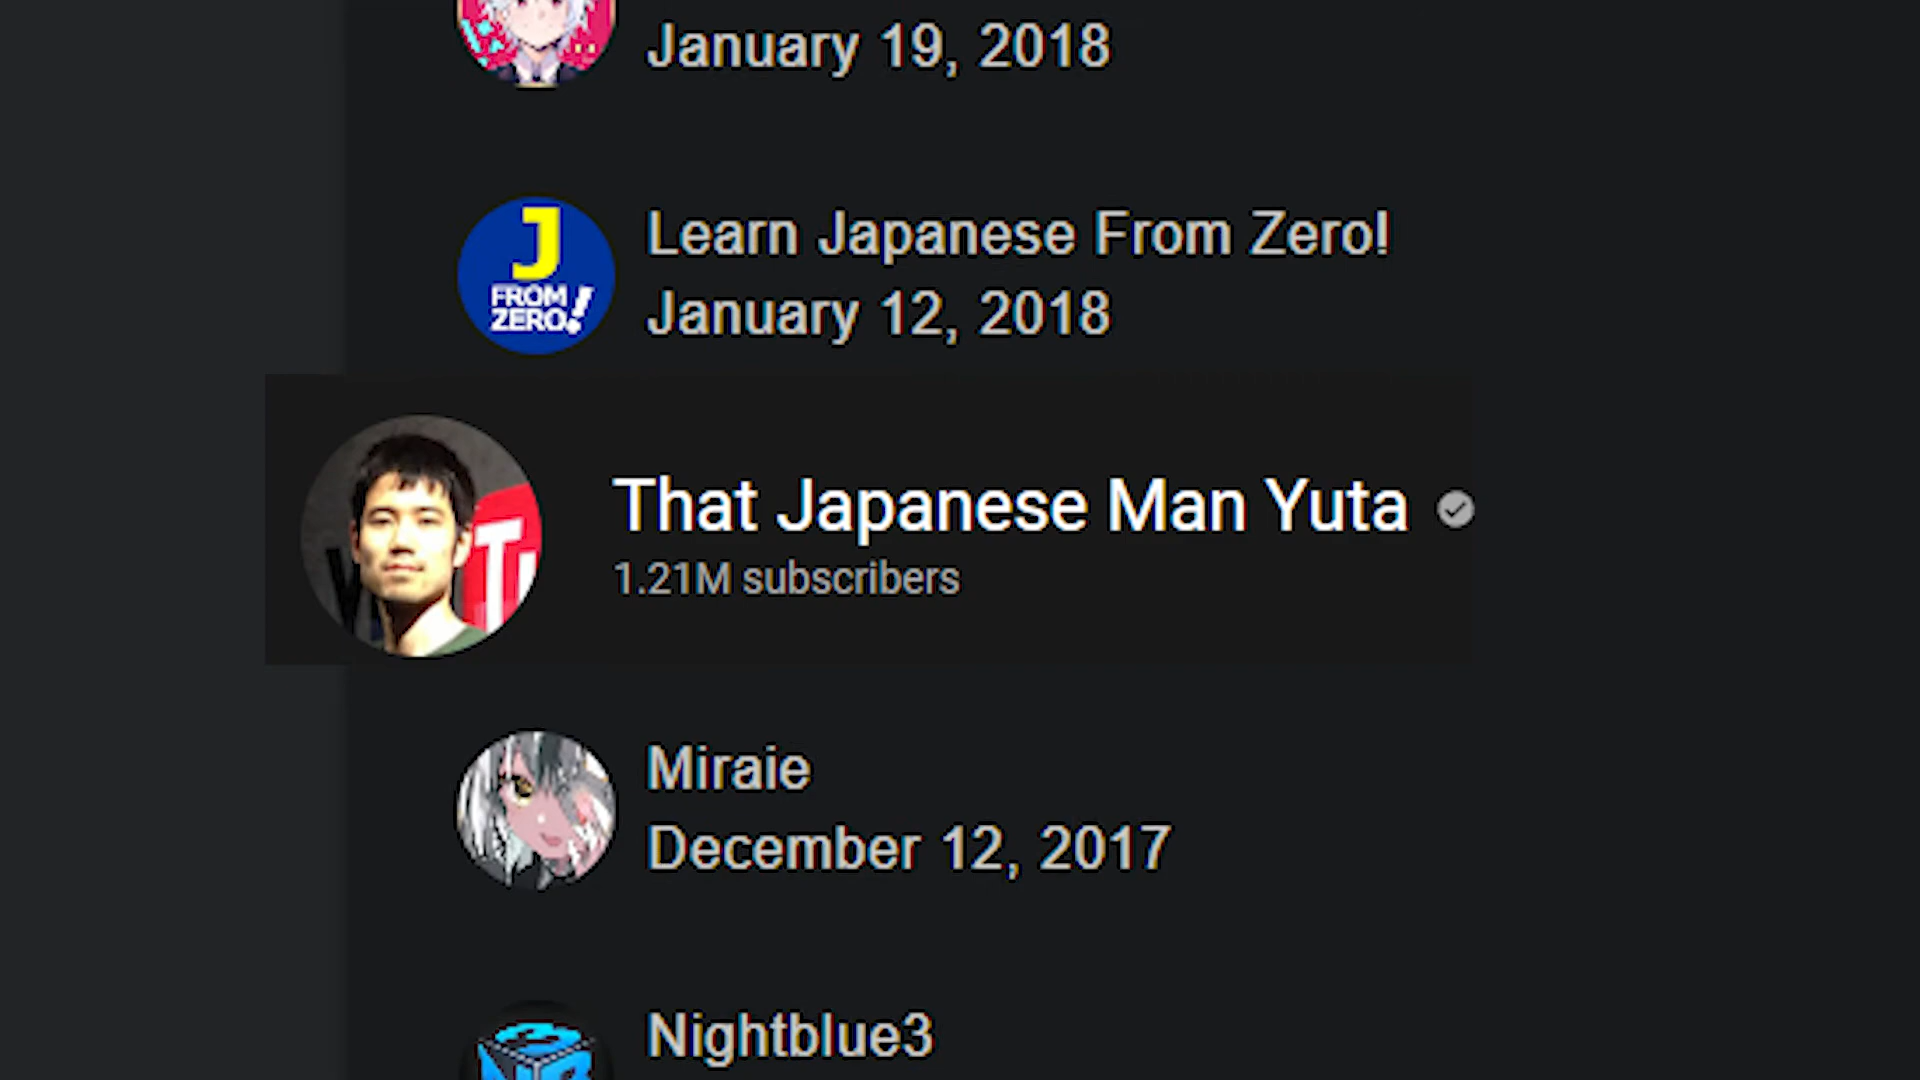 January 19, 2018
J
FROM
ZERO!
Learn Japanese From Zero!
January 12, 2018
That Japanese Man Yuta
1.21M subscribers
Miraie
December 12, 2017
Nightblue3